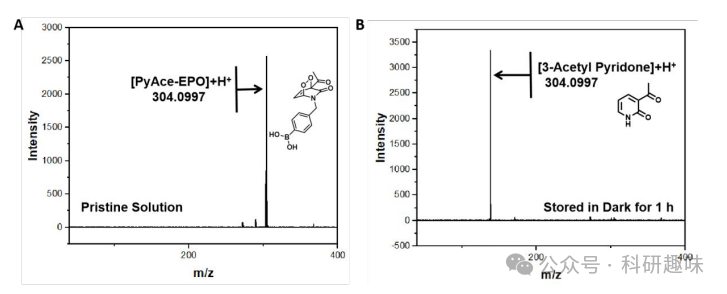 A
[PyAce-EPO]+H⁺
304.0997
HO
B
OH
O
O
O
O
N
Pristine Solution
Intensity
3000
2500
2000
1500
1000
500
0
200
400
m/z
B
[3-Acetyl Pyridone]+H⁺
304.0997
O
N
H
O
Stored in Dark for 1 h
Intensity
3500
3000
2500
2000
1500
1000
500
0
-500
200
400
m/z
公众号 · 科研趣味